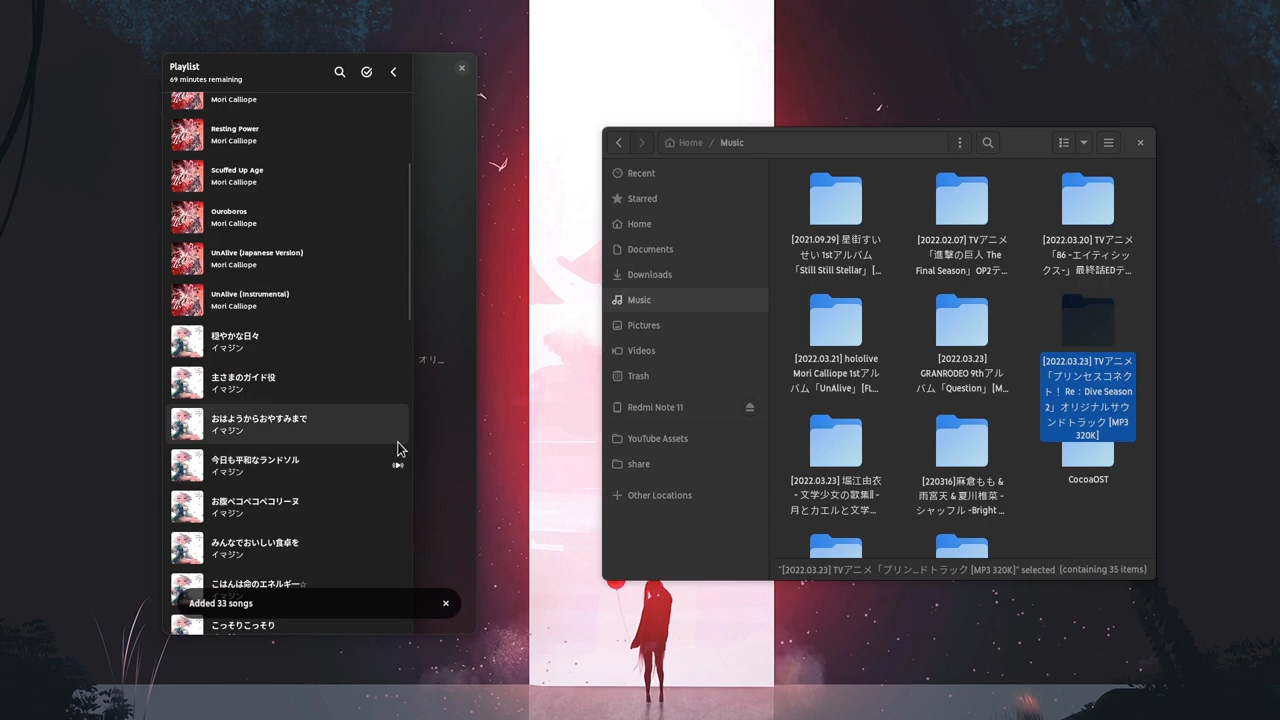 Playlist
69 minutes remaining
Mori Calliope
Resting Power
Mori Calliope
Scuffed Up Age
Mori Calliope
Ouroboros
Mori Calliope
UnAlive (Japanese Version)
Mori Calliope
UnAlive (Instrumental)
Mori Calliope
穏やかな日々
イマジン
主さまのガイド役
イマジン
おはようからおやすみまで
イマジン
今日も平和なランドソル
イマジン
お腹ペコペコペコリーヌ
イマジン
みんなでおいしい食卓を
イマジン
こはんは命のエネルギー☆
イマジン
こっそりこっそり
Added 33 songs
オリ...
Home / Music
Recent
Starred
Home
Documents
Downloads
Music
Pictures
Videos
Trash
Redmi Note 11
YouTube Assets
share
Other Locations
[2021.09.29] 星街すい
せい 1stアルバム
「Still Still Stellar」[...
[2022.02.07] TVアニメ
「進撃の巨人 The
Final Season」OP2テ...
[2022.03.20] TVアニメ
「86 -エイティシッ
クス-」最終話EDテ...
[2022.03.21] hololive
Mori Calliope 1stアル
バム「UnAlive」[FL...
[2022.03.23]
GRANRODEO 9thアル
バム「Question」[M...
[2022.03.23] TVアニメ
「プリンセスコネク
ト！ Re：Dive Season
2」オリジナルサウ
ンドトラック [MP3
320K]
[2022.03.23] 堀江由衣
- 文学少女の歌集Ⅱ-
月とカエルと文学...
[220316]麻倉もも &
雨宮天 & 夏川椎菜 -
シャッフル -Bright ...
CocoaOST
"[2022.03.23] TVアニメ「プリン...ドトラック [MP3 320K]" selected (containing 35 items)